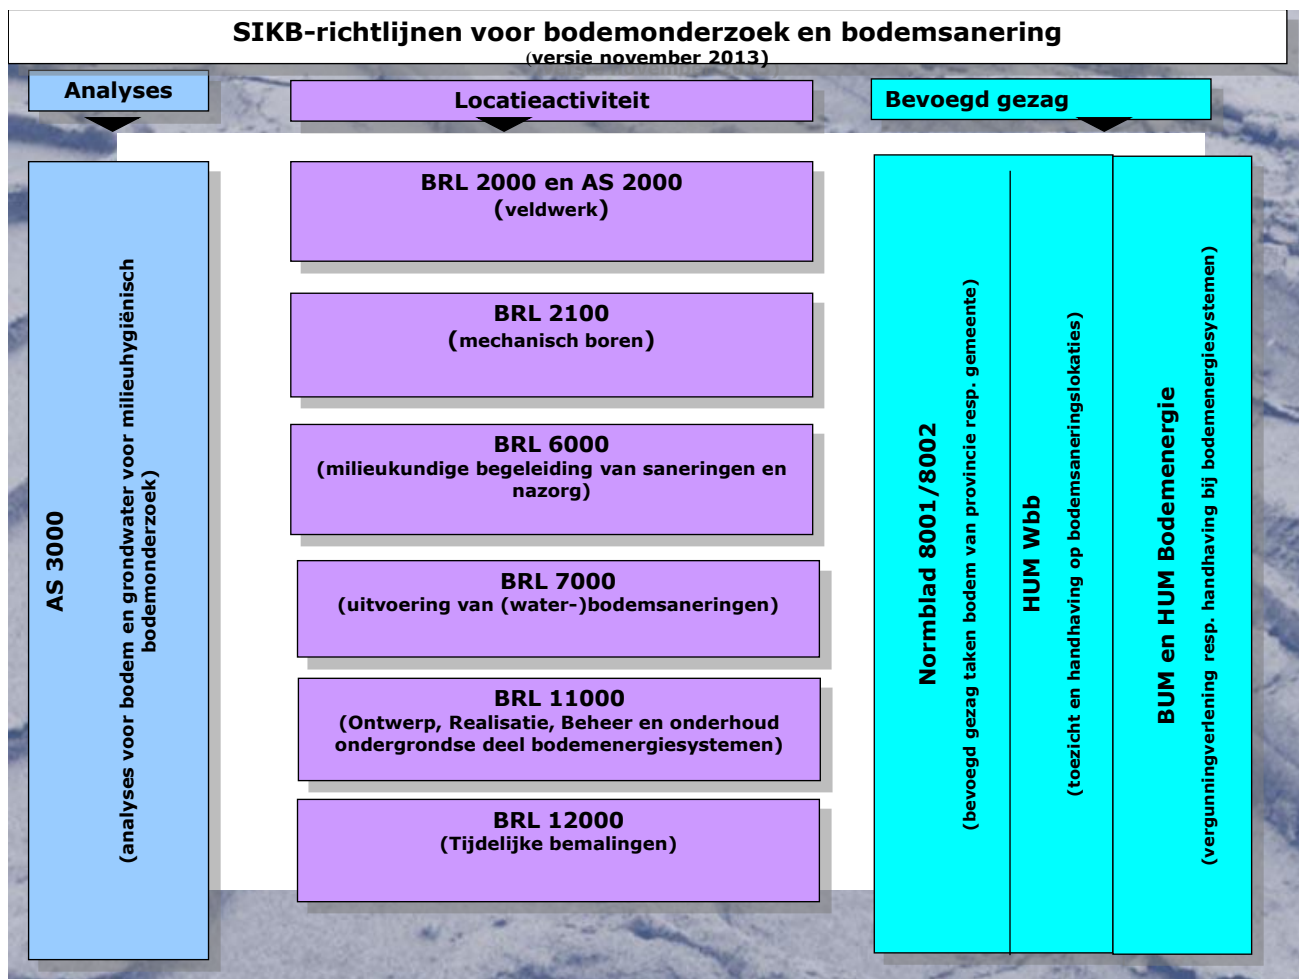 SIKB-richtlijnen voor bodemonderzoek en bodemsanering
(versie november 2013)
Analyses
Locatieactiviteit
Bevoegd gezag
AS 3000
(analyses voor bodem en grondwater voor milieuhygiënisch
bodemonderzoek)
BRL 2000 en AS 2000
(veldwerk)
BRL 2100
(mechanisch boren)
BRL 6000
(milieukundige begeleiding van saneringen en
nazorg)
BRL 7000
(uitvoering van (water-)bodemsaneringen)
BRL 11000
(Ontwerp, Realisatie, Beheer en onderhoud
ondergrondse deel bodemenergiesystemen)
BRL 12000
(Tijdelijke bemalingen)
Normblad 8001/8002
(bevoegd gezag taken bodem van provincie resp. gemeente)
HUM Wbb
(toezicht en handhaving op bodemsaneringslokaties)
BUM en HUM Bodemenergie
(vergunningverlening resp. handhaving bij bodemenergiesystemen)